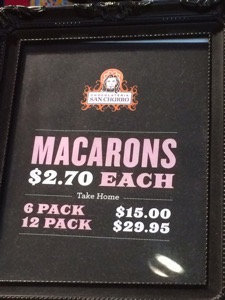 CHOCOLATERIA
SAN CHURRO
MACARONS
$2.70 EACH
Take Home
6 PACK $15.00
12 PACK $29.95